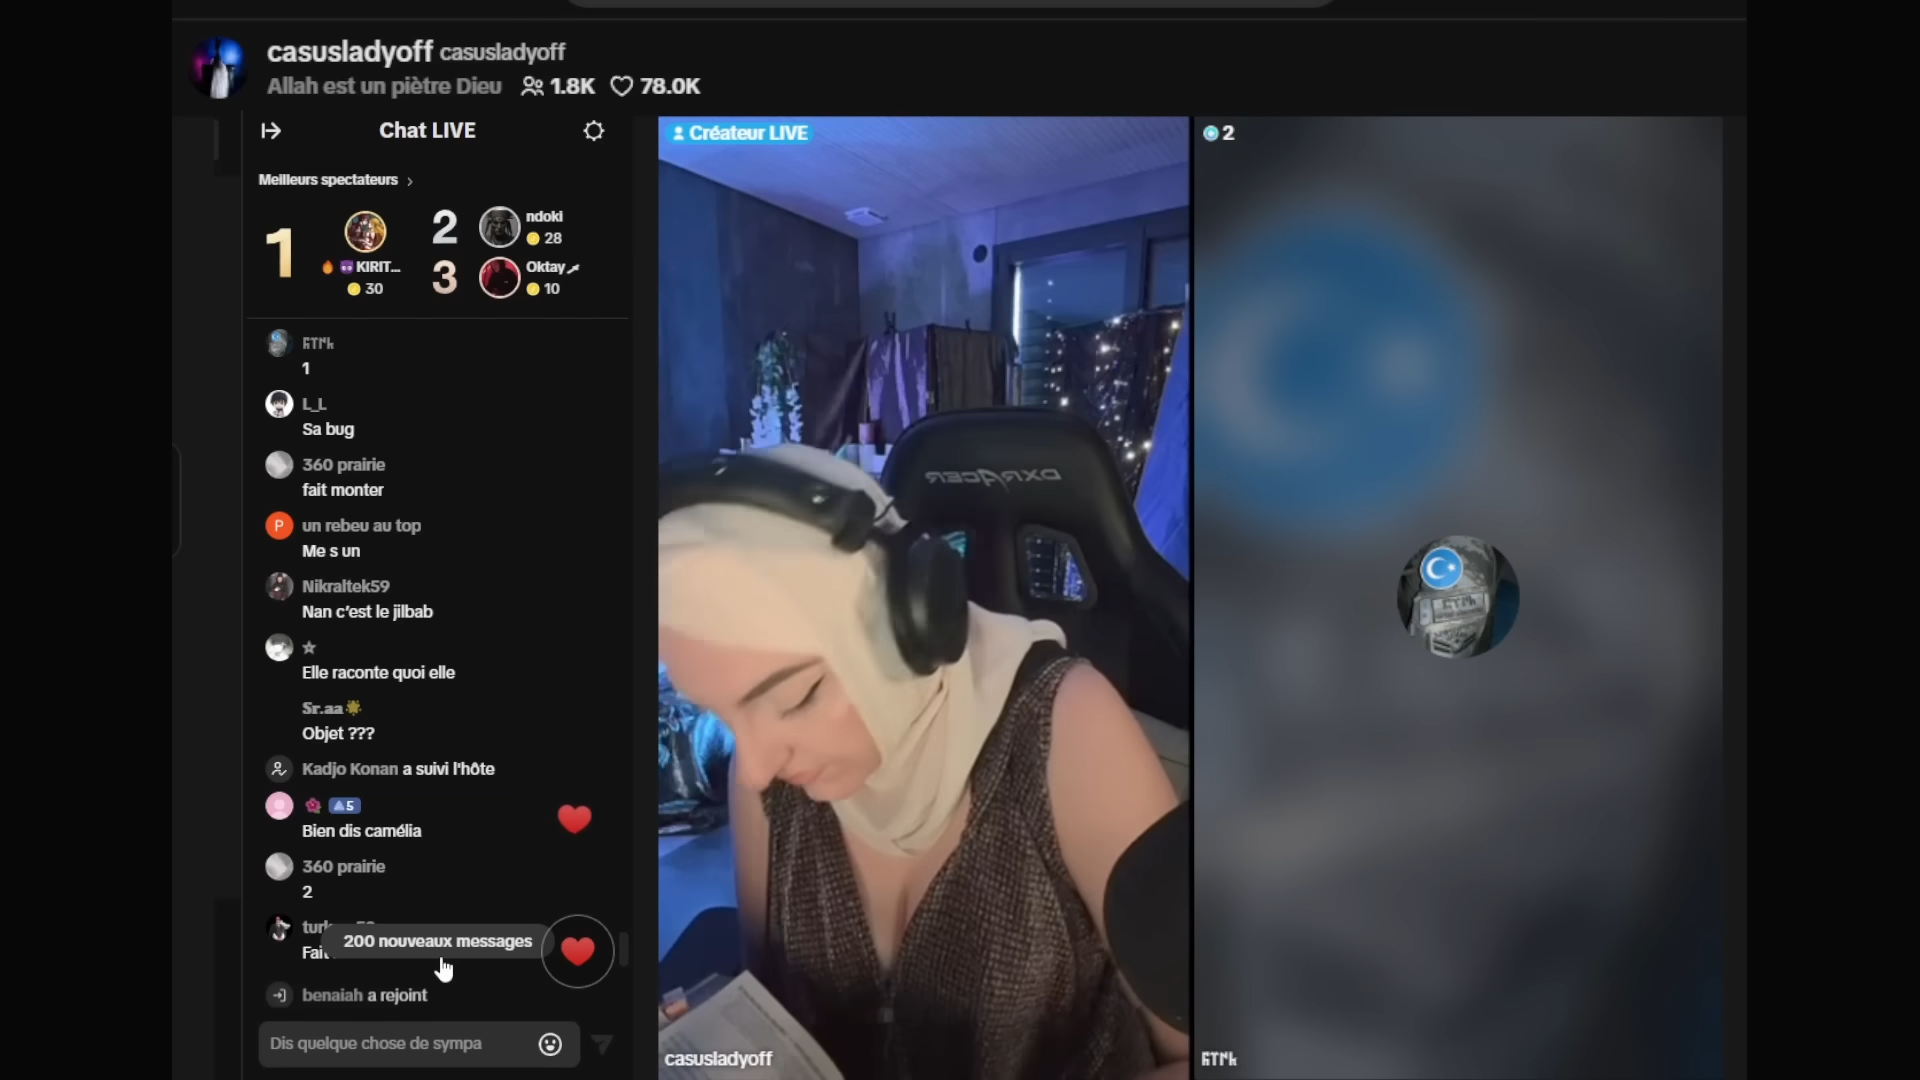 casusladyoff casusladyoff
Allah est un piètre Dieu 1.8K 78.0K
Chat LIVE
Meilleurs spectateurs
1
KIRIT...
30
2
ndoki
28
3
Oktay
10
1
L_L
Sa bug
360 prairie
fait monter
P
un rebeu au top
Me s un
Nikraltek59
Nan c'est le jilbab
Elle raconte quoi elle
Sr.aa
Objet ???
Kadjo Konan a suivi l'hôte
5
Bien dis camélia
360 prairie
2
200 nouveaux messages
benaiah a rejoint
Dis quelque chose de sympa
Créateur LIVE
DXRACER
casusladyoff
2